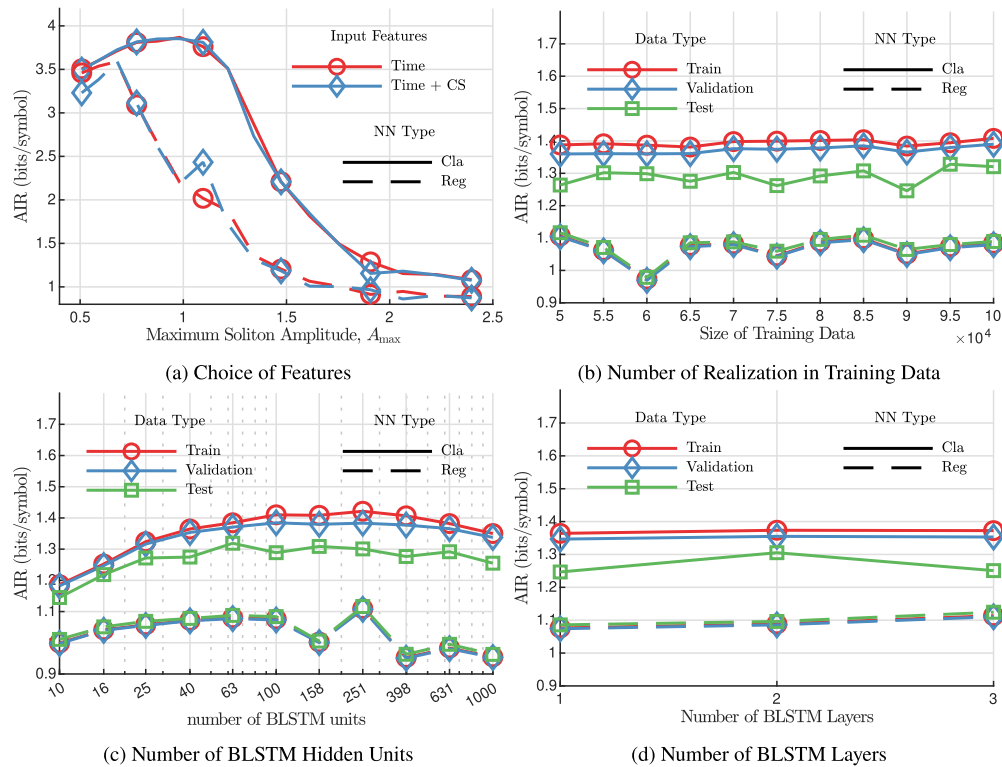 4
3.5
3
2.5
2
1.5
1
AIR (bits/symbol)
Input Features
Time
Time + CS
NN Type
Cla
Reg
0.5 1 1.5 2 2.5
Maximum Soliton Amplitude, A_max
(a) Choice of Features
1.7
1.6
1.5
1.4
1.3
1.2
1.1
1
0.9
AIR (bits/symbol)
Data Type NN Type
Train Cla
Validation Reg
Test
5 5.5 6 6.5 7 7.5 8 8.5 9 9.5 10
Size of Training Data
×10⁴
(b) Number of Realization in Training Data
1.7
1.6
1.5
1.4
1.3
1.2
1.1
1
0.9
AIR (bits/symbol)
Data Type NN Type
Train Cla
Validation Reg
Test
10 16 25 40 63 100 158 251 398 631 1000
number of BLSTM units
(c) Number of BLSTM Hidden Units
1.7
1.6
1.5
1.4
1.3
1.2
1.1
1
0.9
AIR (bits/symbol)
Data Type NN Type
Train Cla
Validation Reg
Test
1 2 3
Number of BLSTM Layers
(d) Number of BLSTM Layers